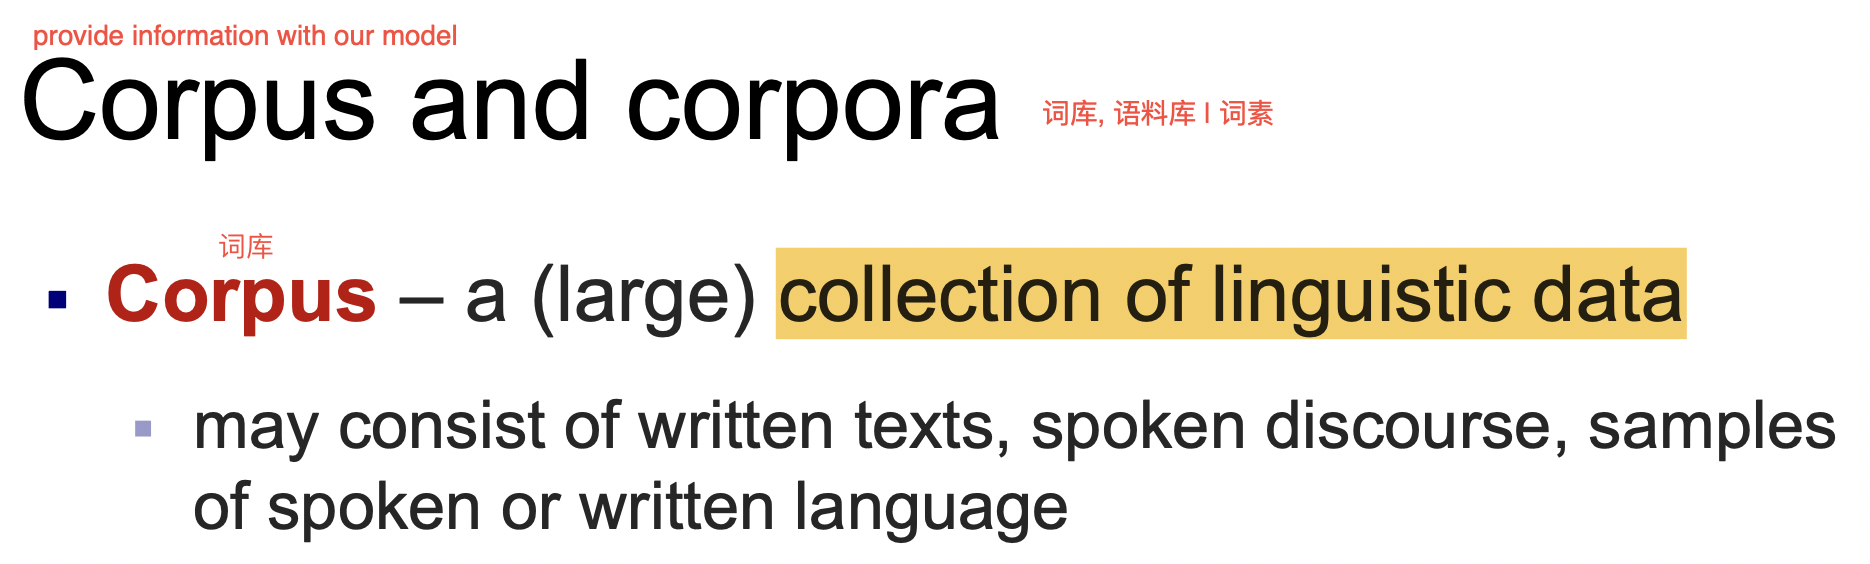 provide information with our model
Corpus and corpora 词库, 语料库 | 词素
词库
▪ Corpus – a (large) collection of linguistic data
▪ may consist of written texts, spoken discourse, samples
of spoken or written language